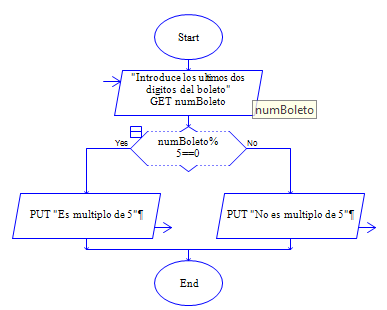 Start
"Introduce los ultimos dos
digitos del boleto"
GET numBoleto
numBoleto
numBoleto%
5==0
Yes
No
PUT "Es multiplo de 5"¶
PUT "No es multiplo de 5"¶
End